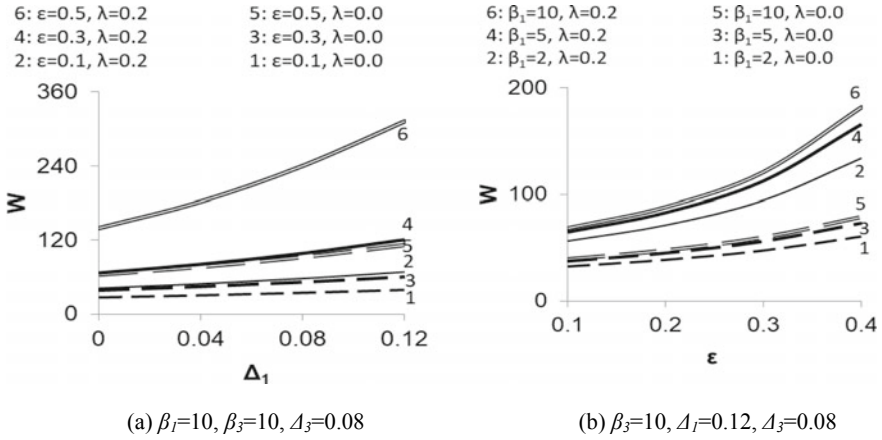 6: ε=0.5, λ=0.2 5: ε=0.5, λ=0.0
4: ε=0.3, λ=0.2 3: ε=0.3, λ=0.0
2: ε=0.1, λ=0.2 1: ε=0.1, λ=0.0
360
240
120
0
W
0 0.04 0.08 0.12
Δ₁
6
4
5
2
3
1
(a) β₁=10, β₃=10, Δ₃=0.08
6: β₁=10, λ=0.2 5: β₁=10, λ=0.0
4: β₁=5, λ=0.2 3: β₁=5, λ=0.0
2: β₁=2, λ=0.2 1: β₁=2, λ=0.0
200
100
0
W
0.1 0.2 0.3 0.4
ε
6
4
2
5
3
1
(b) β₃=10, Δ₁=0.12, Δ₃=0.08